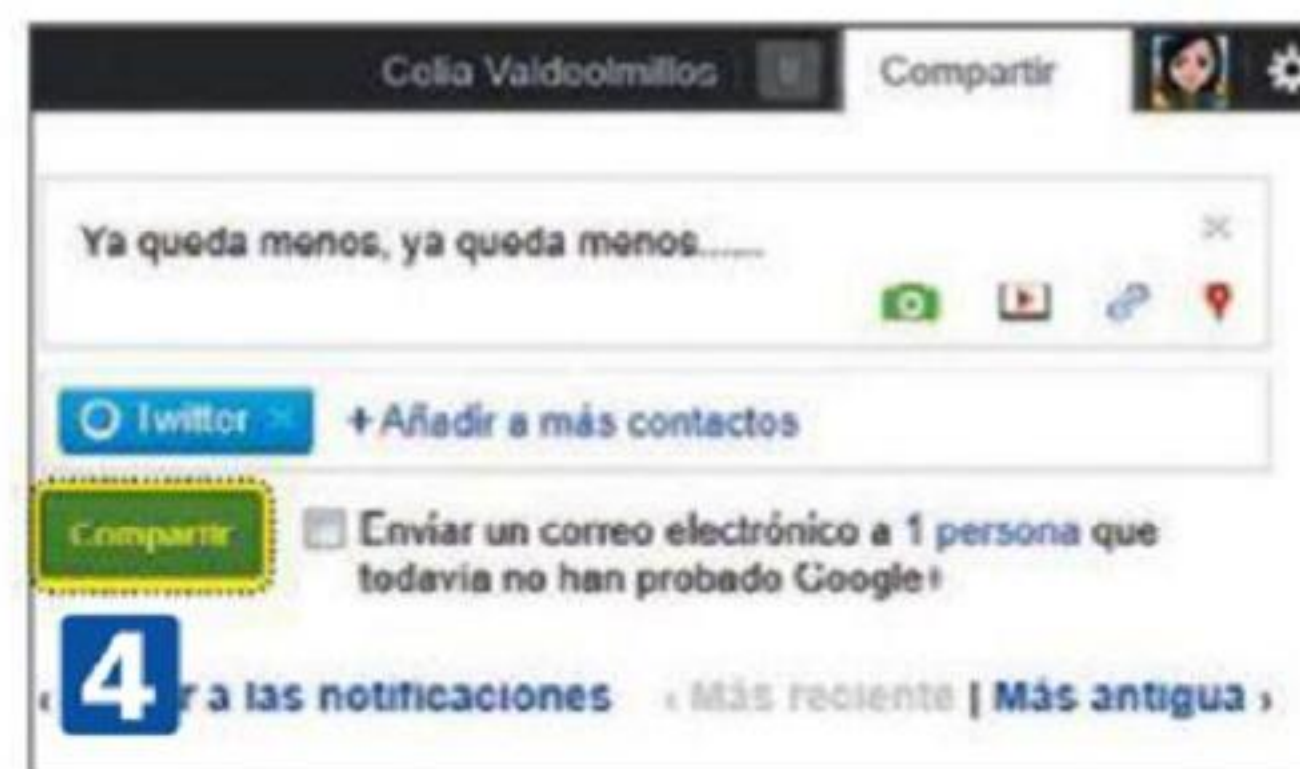 Celia Valdeolmillos Compartir
Ya queda menos, ya queda menos......
Twitter × + Añadir a más contactos
Compartir Enviar un correo electrónico a 1 persona que
todavía no han probado Google+
4 r a las notificaciones ‹ Más reciente | Más antigua ›